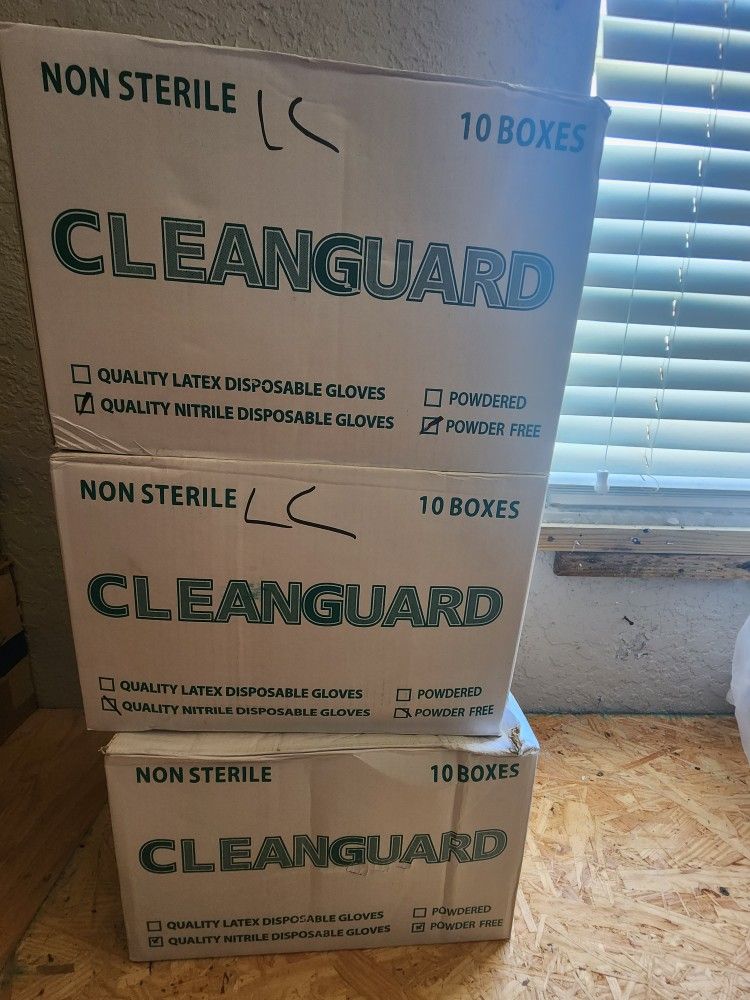 NON STERILE LC 10 BOXES
CLEANGUARD
QUALITY LATEX DISPOSABLE GLOVES POWDERED
QUALITY NITRILE DISPOSABLE GLOVES POWDER FREE
NON STERILE LC 10 BOXES
CLEANGUARD
QUALITY LATEX DISPOSABLE GLOVES POWDERED
QUALITY NITRILE DISPOSABLE GLOVES POWDER FREE
NON STERILE 10 BOXES
CLEANGUARD
QUALITY LATEX DISPOSABLE GLOVES POWDERED
QUALITY NITRILE DISPOSABLE GLOVES POWDER FREE